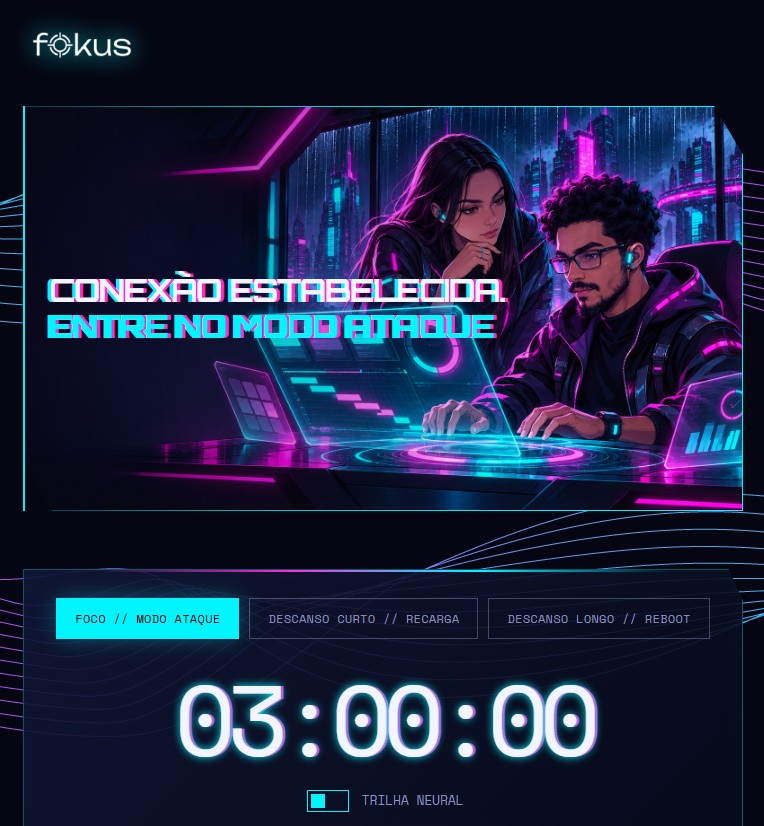 fokus
CONEXÃO ESTABELECIDA.
ENTRE NO MODO ATAQUE
FOCO // MODO ATAQUE
DESCANSO CURTO // RECARGA
DESCANSO LONGO // REBOOT
03:00:00
TRILHA NEURAL